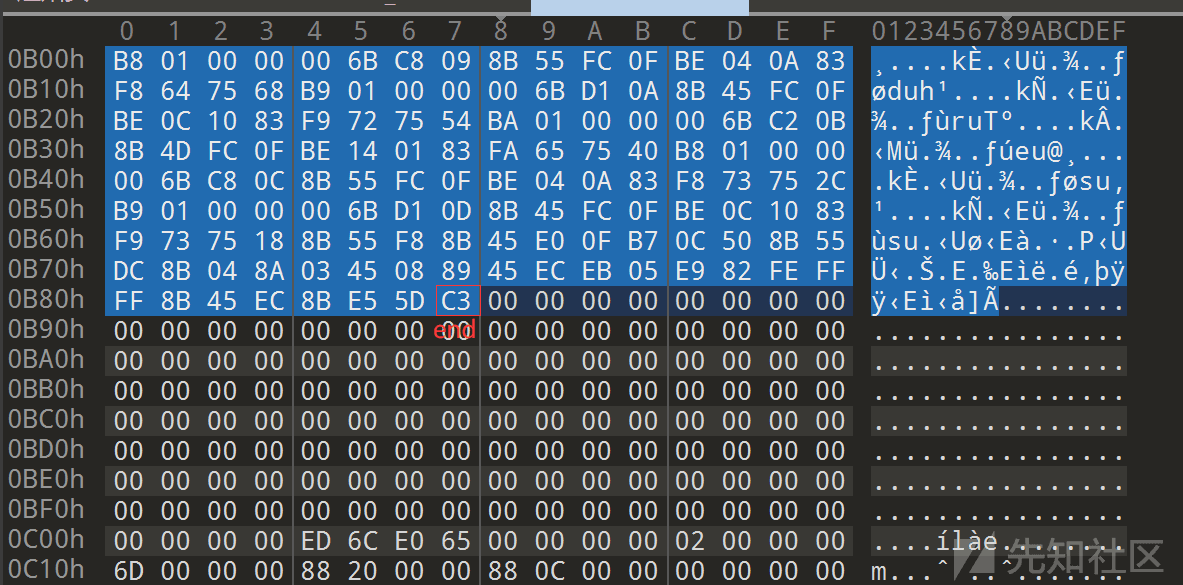 0 1 2 3 4 5 6 7 8 9 A B C D E F 0123456789ABCDEF
0B00h B8 01 00 00 00 6B C8 09 8B 55 FC 0F BE 04 0A 83 ¸....kÈ.‹Uü.¾..ƒ
0B10h F8 64 75 68 B9 01 00 00 00 6B D1 0A 8B 45 FC 0F øduh¹....kÑ.‹Eü.
0B20h BE 0C 10 83 F9 72 75 54 BA 01 00 00 00 6B C2 0B ¾..ƒùruTº....kÂ.
0B30h 8B 4D FC 0F BE 14 01 83 FA 65 75 40 B8 01 00 00 ‹Mü.¾..ƒúeu@¸...
0B40h 00 6B C8 0C 8B 55 FC 0F BE 04 0A 83 F8 73 75 2C .kÈ.‹Uü.¾..ƒøsu,
0B50h B9 01 00 00 00 6B D1 0D 8B 45 FC 0F BE 0C 10 83 ¹....kÑ.‹Eü.¾..ƒ
0B60h F9 73 75 18 8B 55 F8 8B 45 E0 0F B7 0C 50 8B 55 ùsu.‹Uø‹Eà.·.P‹U
0B70h DC 8B 04 8A 03 45 08 89 45 EC EB 05 E9 82 FE FF Ü‹.Š.E.‰Eìë.é‚þÿ
0B80h FF 8B 45 EC 8B E5 5D C3 00 00 00 00 00 00 00 00 ÿ‹Eì‹å]Ã........
0B90h 00 00 00 00 00 00 00 00 00 00 00 00 00 00 00 00 ................
end
0BA0h 00 00 00 00 00 00 00 00 00 00 00 00 00 00 00 00 ................
0BB0h 00 00 00 00 00 00 00 00 00 00 00 00 00 00 00 00 ................
0BC0h 00 00 00 00 00 00 00 00 00 00 00 00 00 00 00 00 ................
0BD0h 00 00 00 00 00 00 00 00 00 00 00 00 00 00 00 00 ................
0BE0h 00 00 00 00 00 00 00 00 00 00 00 00 00 00 00 00 ................
0BF0h 00 00 00 00 00 00 00 00 00 00 00 00 00 00 00 00 ................
0C00h 00 00 00 00 ED 6C E0 65 00 00 00 00 02 00 00 00 ....ílàe........
0C10h 6D 00 00 00 88 20 00 00 88 0C 00 00 00 00 00 00 m...ˆ ..ˆ.......
先知社区